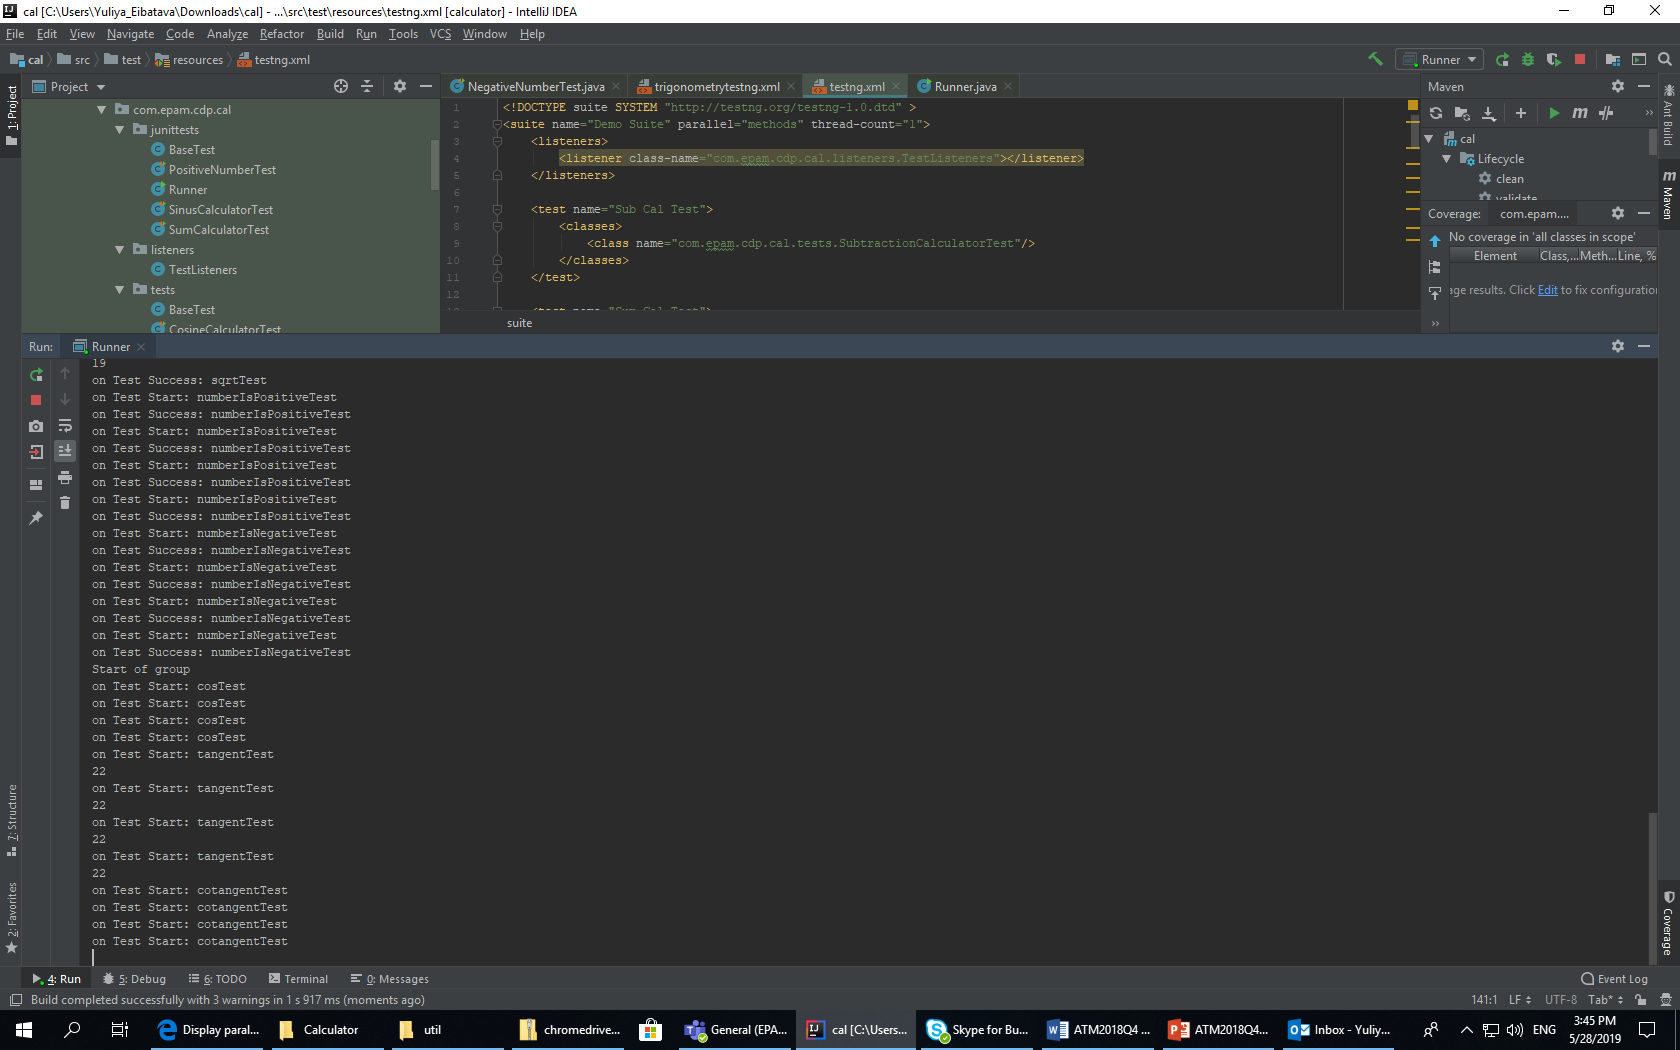 cal [C:\Users\Yuliya_Eibatava\Downloads\cal] - ...\src\test\resources\testng.xml [calculator] - IntelliJ IDEA
File Edit View Navigate Code Analyze Refactor Build Run Tools VCS Window Help
cal src test resources testng.xml
Runner
1: Project
Project
com.epam.cdp.cal
junittests
BaseTest
PositiveNumberTest
Runner
SinusCalculatorTest
SumCalculatorTest
listeners
TestListeners
tests
BaseTest
CosineCalculatorTest
NegativeNumberTest.java trigonometrytestng.xml testng.xml Runner.java
1 <!DOCTYPE suite SYSTEM "http://testng.org/testng-1.0.dtd" >
2 <suite name="Demo Suite" parallel="methods" thread-count="1">
3 <listeners>
4 <listener class-name="com.epam.cdp.cal.listeners.TestListeners"></listener>
5 </listeners>
6
7 <test name="Sub Cal Test">
8 <classes>
9 <class name="com.epam.cdp.cal.tests.SubtractionCalculatorTest"/>
10 </classes>
11 </test>
12
<test name="Sum Cal Test">
suite
Maven
cal
Lifecycle
clean
validate
Coverage: com.epam....
No coverage in 'all classes in scope'
Element Class,... Meth... Line, %
age results. Click Edit to fix configuration
Ant Build
Maven
Coverage
Run: Runner
19
on Test Success: sqrtTest
on Test Start: numberIsPositiveTest
on Test Success: numberIsPositiveTest
on Test Start: numberIsPositiveTest
on Test Success: numberIsPositiveTest
on Test Start: numberIsPositiveTest
on Test Success: numberIsPositiveTest
on Test Start: numberIsPositiveTest
on Test Success: numberIsPositiveTest
on Test Start: numberIsNegativeTest
on Test Success: numberIsNegativeTest
on Test Start: numberIsNegativeTest
on Test Success: numberIsNegativeTest
on Test Start: numberIsNegativeTest
on Test Success: numberIsNegativeTest
on Test Start: numberIsNegativeTest
on Test Success: numberIsNegativeTest
Start of group
on Test Start: cosTest
on Test Start: cosTest
on Test Start: cosTest
on Test Start: cosTest
on Test Start: tangentTest
22
on Test Start: tangentTest
22
on Test Start: tangentTest
22
on Test Start: tangentTest
22
on Test Start: cotangentTest
on Test Start: cotangentTest
on Test Start: cotangentTest
on Test Start: cotangentTest
7: Structure
2: Favorites
4: Run 5: Debug 6: TODO Terminal 0: Messages Event Log
Build completed successfully with 3 warnings in 1 s 917 ms (moments ago) 141:1 LF UTF-8 Tab*
Display paral... Calculator util chromedrive... General (EPA... cal [C:\Users... Skype for Bu... ATM2018Q4 ... ATM2018Q4... Inbox - Yuliy... ENG 3:45 PM
5/28/2019